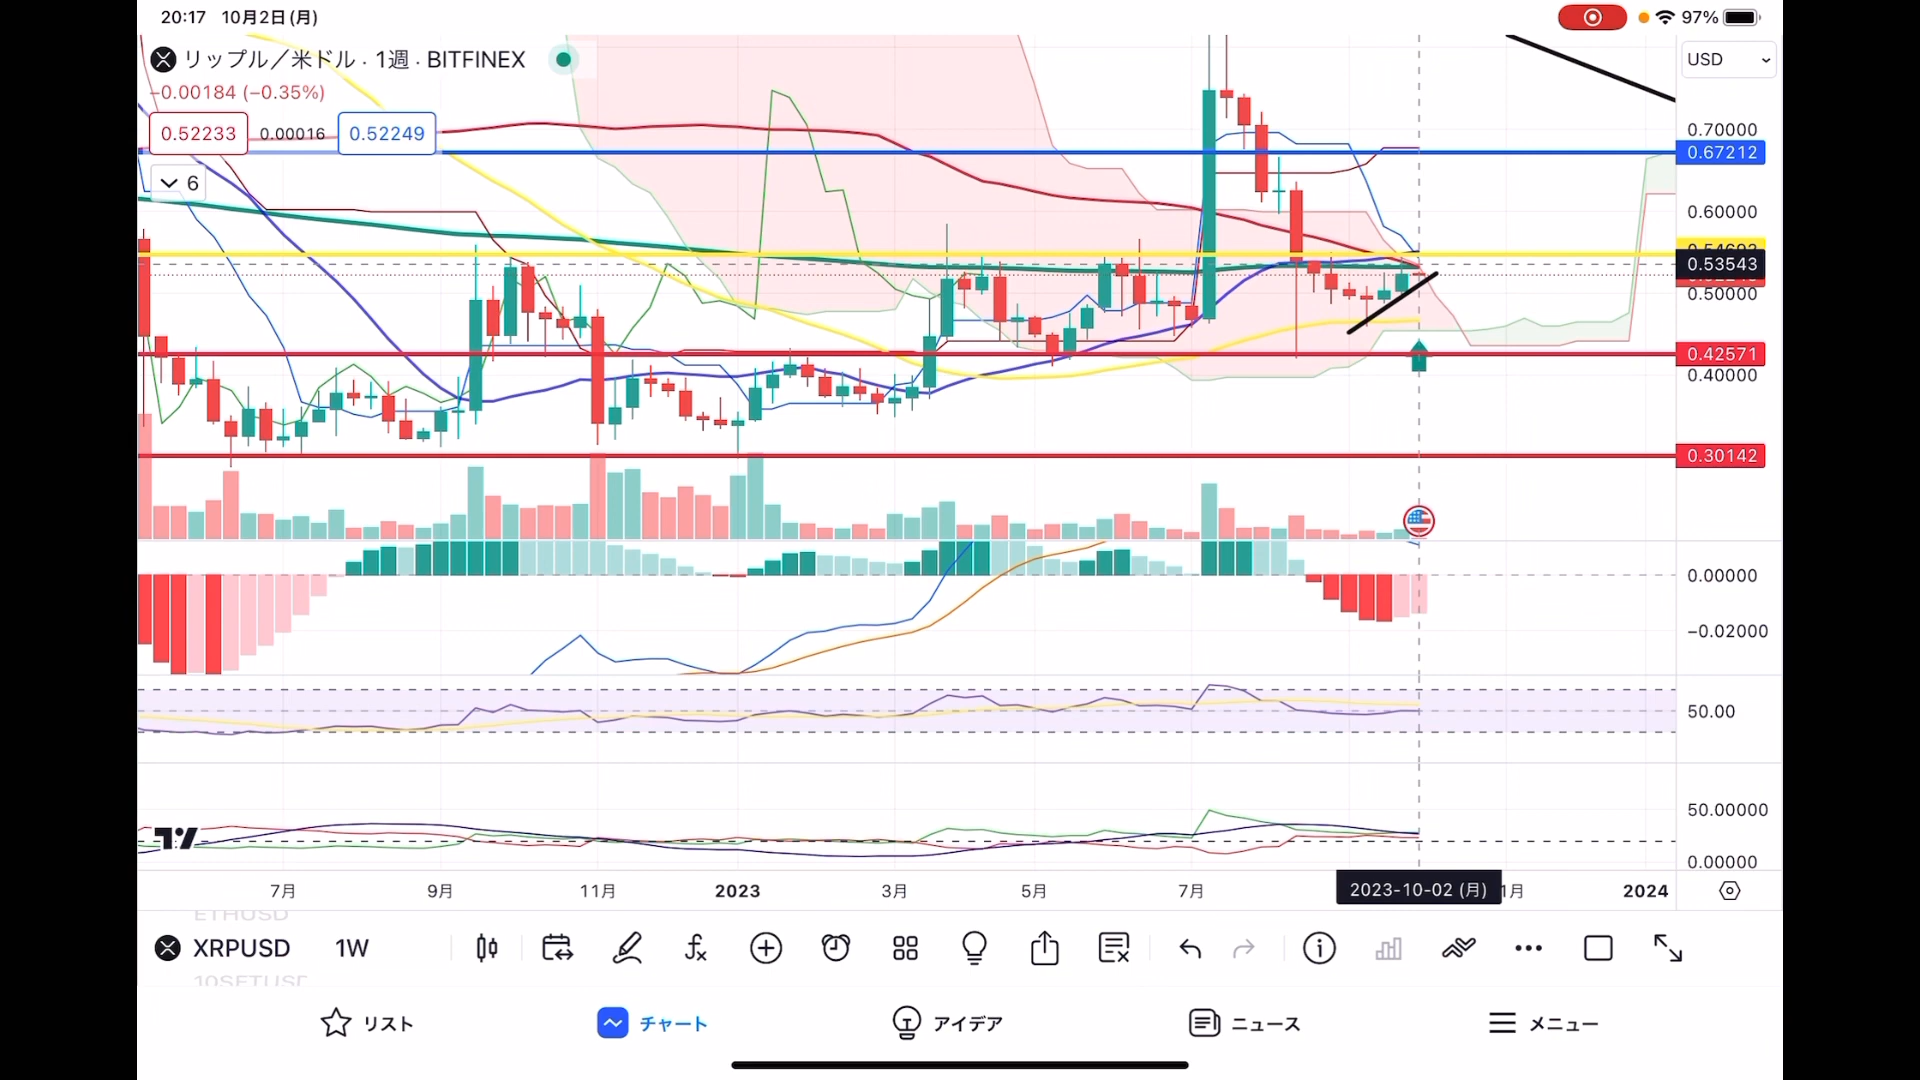 20:17 10月2日(月)
97%
リップル／米ドル · 1週 · BITFINEX
USD
−0.00184 (−0.35%)
0.52233 0.00016 0.52249
6
0.70000
0.67212
0.60000
0.53543
0.50000
0.42571
0.40000
0.30142
0.00000
−0.02000
50.00
50.00000
0.00000
7月 9月 11月 2023 3月 5月 7月 2023-10-02 (月) 1月 2024
ETHUSD
XRPUSD 1W
リスト チャート アイデア ニュース メニュー